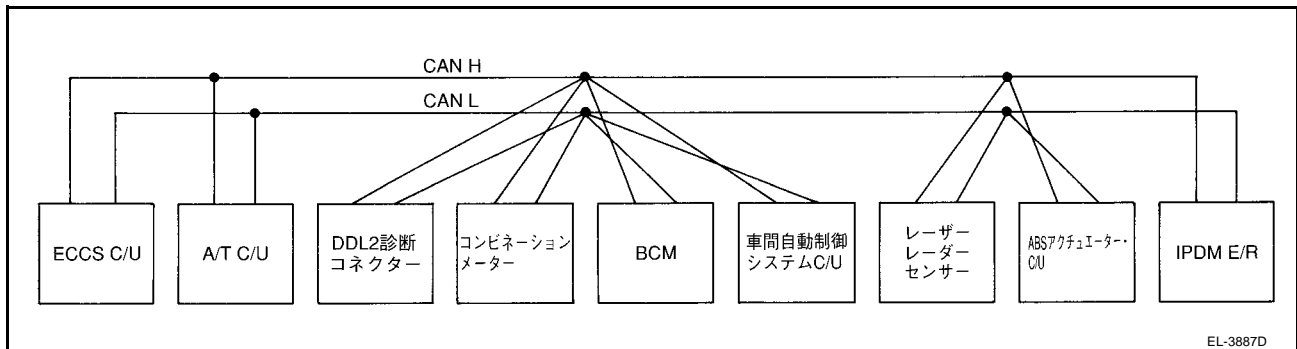 CAN H
CAN L
ECCS C/U
A/T C/U
DDL2診断
コネクター
コンビネーション
メーター
BCM
車間自動制御
システムC/U
レーザー
レーダー
センサー
ABSアクチュエーター・
C/U
IPDM E/R
EL-3887D